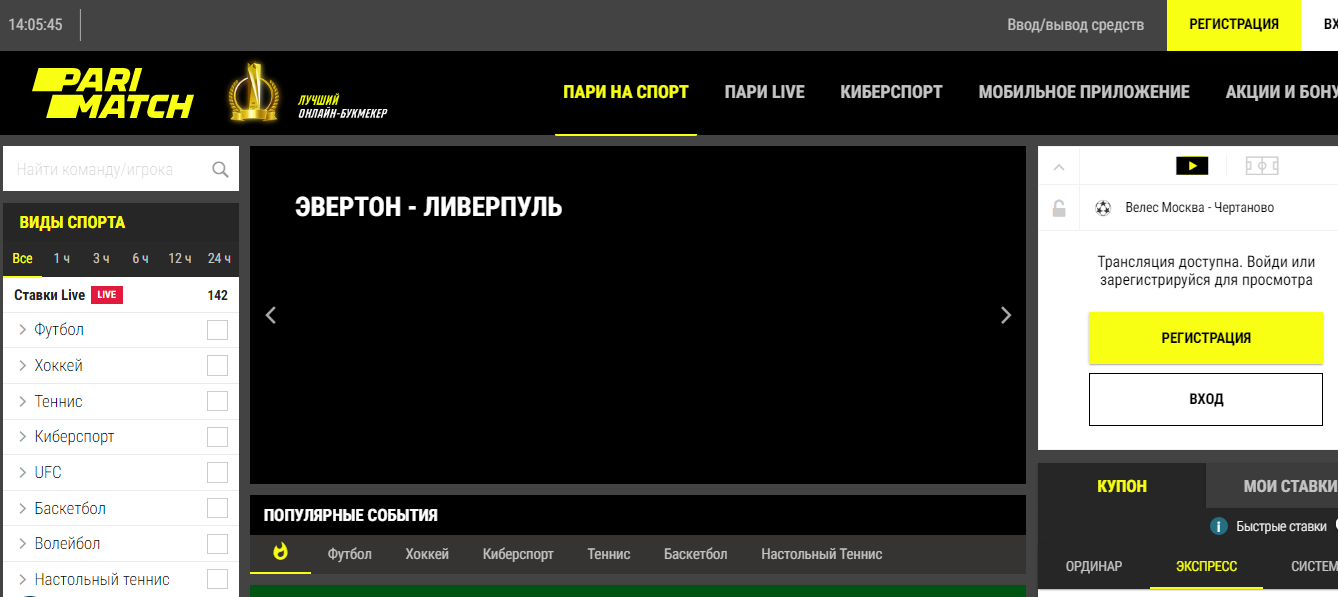 14:05:45
Ввод/вывод средств
РЕГИСТРАЦИЯ
PARI
MATCH
ЛУЧШИЙ
ОНЛАЙН-БУКМЕКЕР
ПАРИ НА СПОРТ
ПАРИ LIVE
КИБЕРСПОРТ
МОБИЛЬНОЕ ПРИЛОЖЕНИЕ
АКЦИИ И
Найти команду/игрока
ВИДЫ СПОРТА
Все 1 ч 3 ч 6 ч 12 ч 24 ч
Ставки Live LIVE 142
Футбол
Хоккей
Теннис
Киберспорт
UFC
Баскетбол
Волейбол
Настольный теннис
ЭВЕРТОН - ЛИВЕРПУЛЬ
ПОПУЛЯРНЫЕ СОБЫТИЯ
Футбол Хоккей Киберспорт Теннис Баскетбол Настольный Теннис
Велес Москва - Чертаново
Трансляция доступна. Войди или
зарегистрируйся для просмотра
РЕГИСТРАЦИЯ
ВХОД
КУПОН
МОИ СТАВКИ
Быстрые ставки
ОРДИНАР ЭКСПРЕСС